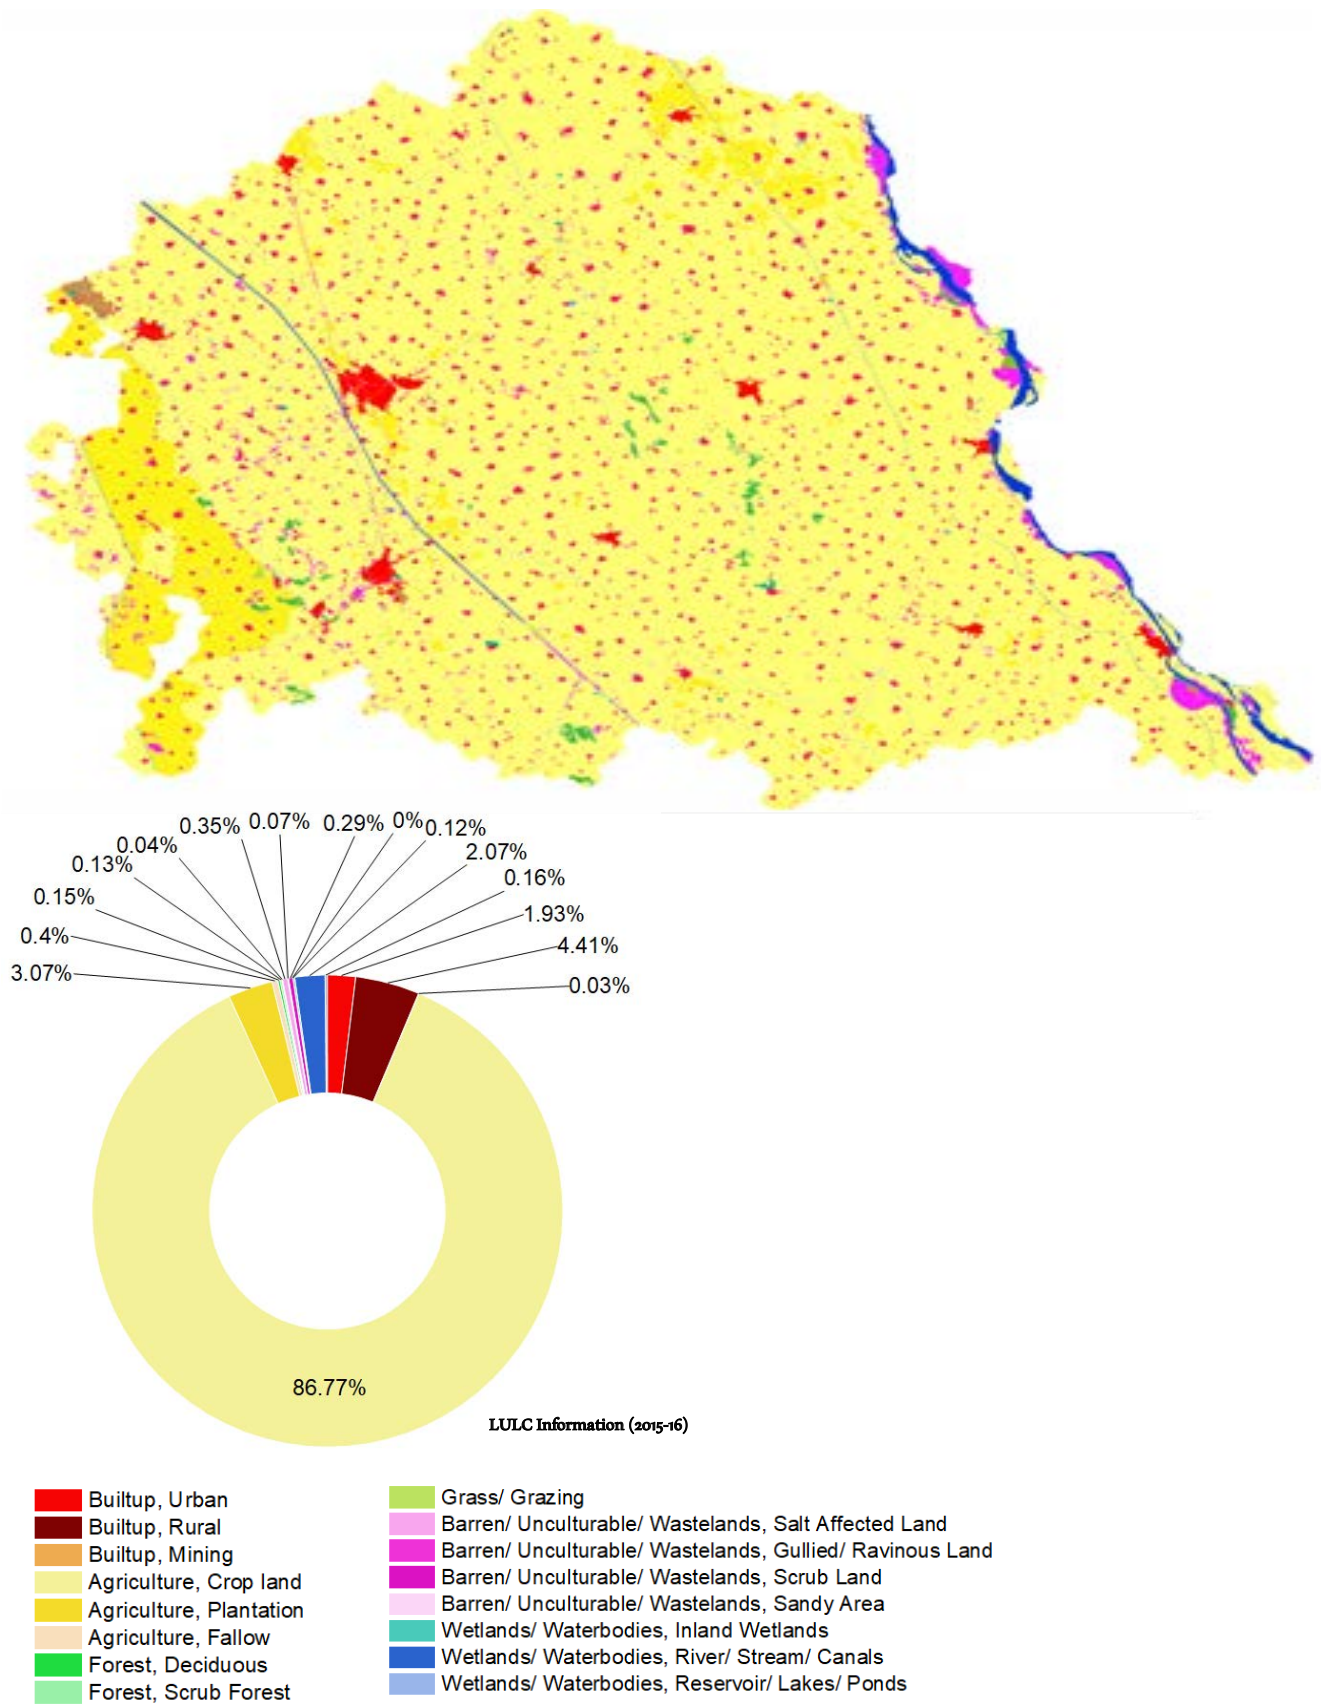 0.35% 0.07% 0.29% 0% 0.12%
0.04% 2.07%
0.13% 0.16%
0.15% 1.93%
0.4% 4.41%
3.07% 0.03%
86.77%
LULC Information (2015-16)
Builtup, Urban
Builtup, Rural
Builtup, Mining
Agriculture, Crop land
Agriculture, Plantation
Agriculture, Fallow
Forest, Deciduous
Forest, Scrub Forest
Grass/ Grazing
Barren/ Unculturable/ Wastelands, Salt Affected Land
Barren/ Unculturable/ Wastelands, Gullied/ Ravinous Land
Barren/ Unculturable/ Wastelands, Scrub Land
Barren/ Unculturable/ Wastelands, Sandy Area
Wetlands/ Waterbodies, Inland Wetlands
Wetlands/ Waterbodies, River/ Stream/ Canals
Wetlands/ Waterbodies, Reservoir/ Lakes/ Ponds